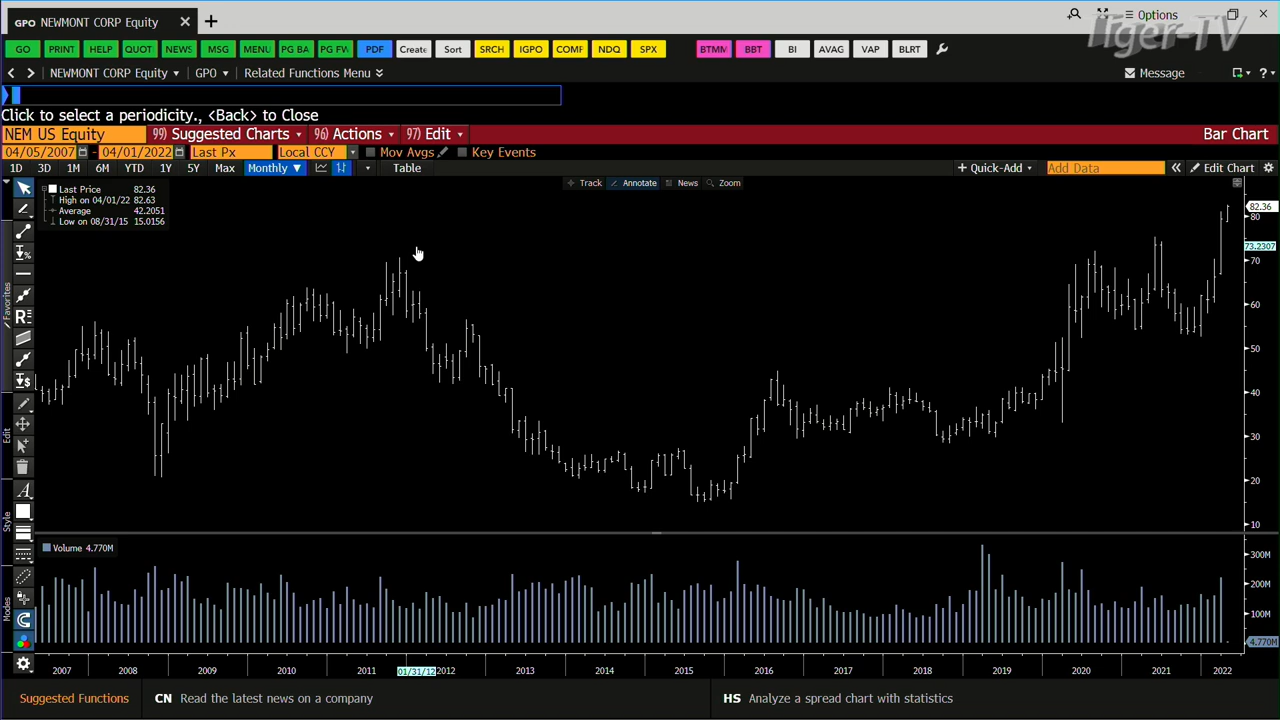 GPO NEWMONT CORP Equity
Options
Tiger-TV
GO PRINT HELP QUOT NEWS MSG MENU PG BA PG FW PDF Create Sort SRCH IGPO COMF NDQ SPX BTMM BBT BI AVAG VAP BLRT
NEWMONT CORP Equity GPO Related Functions Menu Message ?
Click to select a periodicity., <Back> to Close
NEM US Equity 99) Suggested Charts 96) Actions 97) Edit Bar Chart
04/05/2007 - 04/01/2022 Last Px Local CCY Mov Avgs Key Events
1D 3D 1M 6M YTD 1Y 5Y Max Monthly Table + Quick-Add Add Data Edit Chart
Track Annotate News Zoom
Last Price 82.36
High on 04/01/22 82.63
Average 42.2051
Low on 08/31/15 15.0156
82.36
80
73.2307
70
60
50
40
30
20
10
Favorites
Edit
Style
Modes
Volume 4.770M
300M
200M
100M
4.770M
2007 2008 2009 2010 2011 01/31/12 2012 2013 2014 2015 2016 2017 2018 2019 2020 2021 2022
Suggested Functions CN Read the latest news on a company HS Analyze a spread chart with statistics